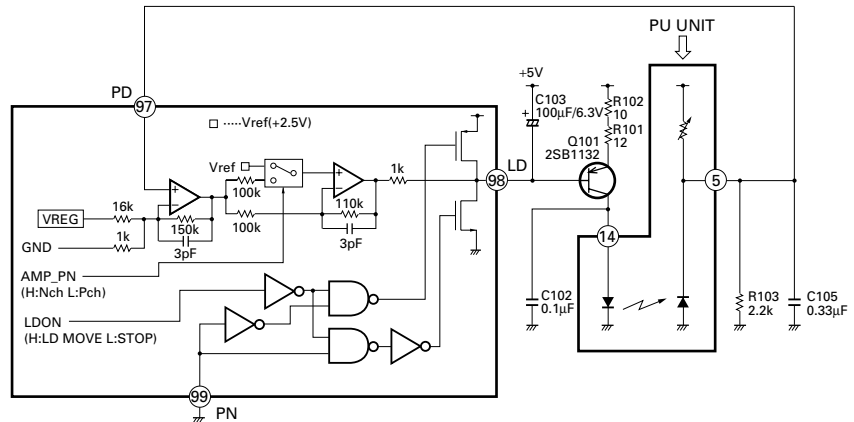 PU UNIT
+5V
PD
97
C103
100µF/6.3V
+
R102
10
R101
12
Q101
2SB1132
□ ·····Vref(+2.5V)
LD
98
Vref
1k
5
+
−
100k
+
−
110k
16k
VREG
150k
100k
3pF
3pF
GND
1k
14
AMP_PN
(H:Nch L:Pch)
LDON
(H:LD MOVE L:STOP)
C102
0.1µF
R103
2.2k
C105
0.33µF
99
PN